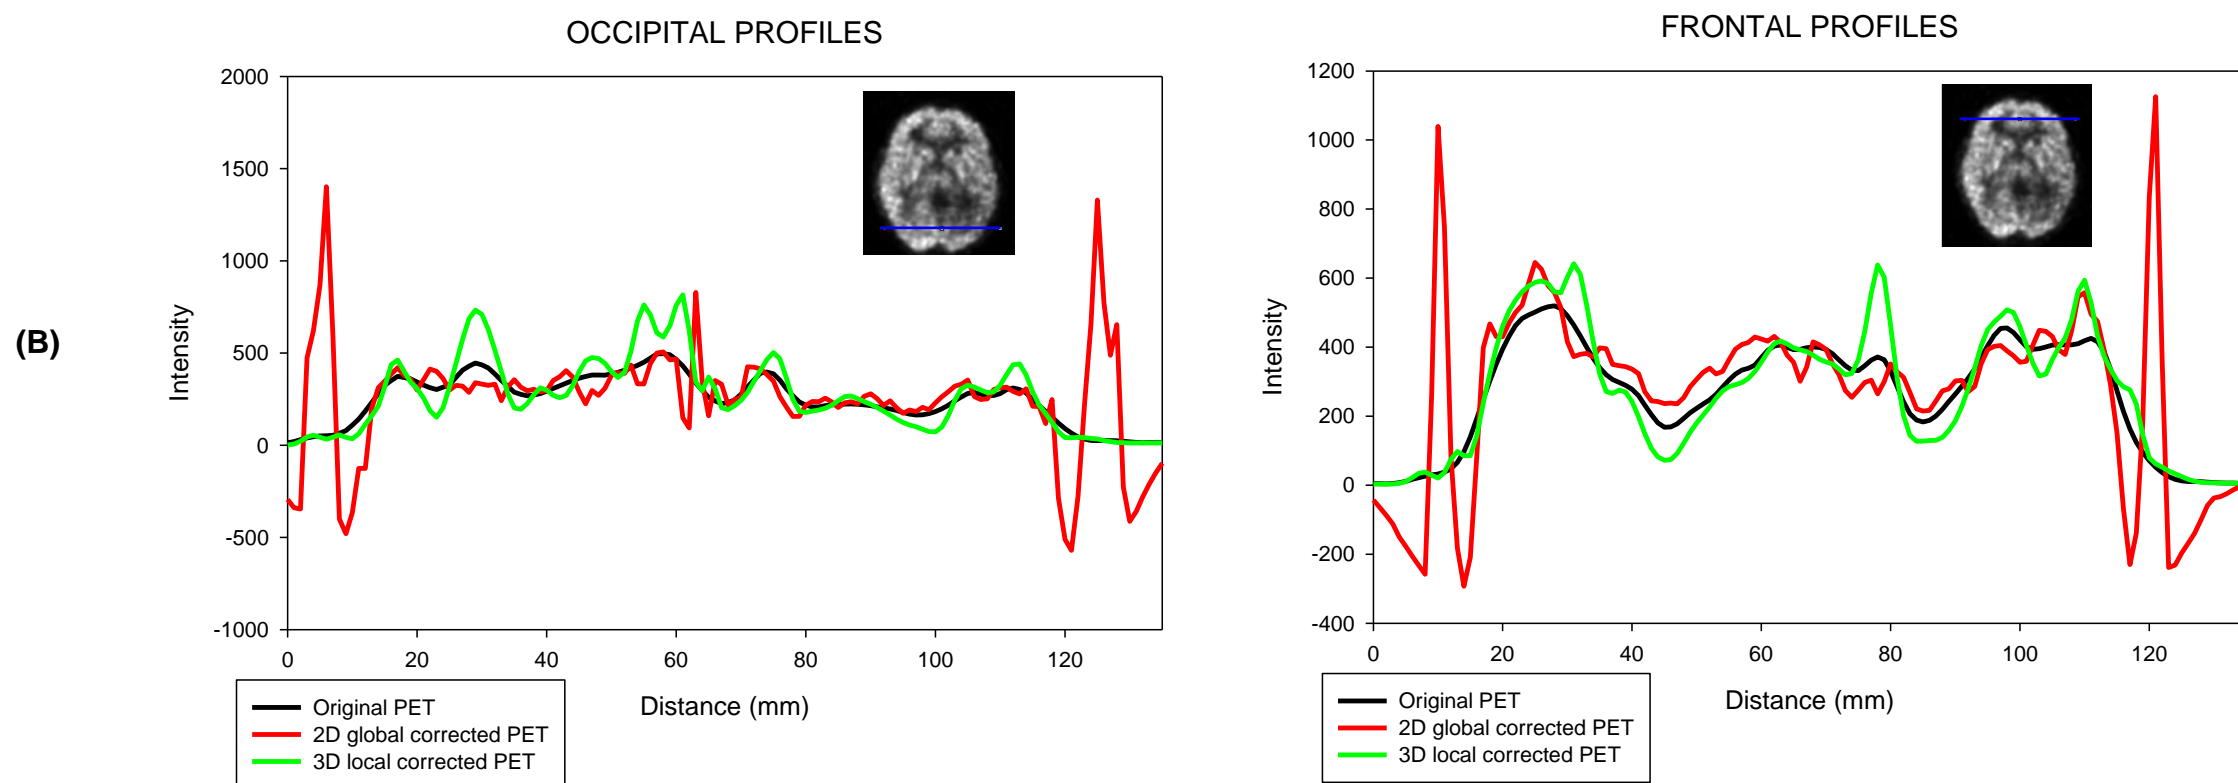 (B)
OCCIPITAL PROFILES
2000
1500
1000
500
0
-500
-1000
Intensity
0 20 40 60 80 100 120
Distance (mm)
Original PET
2D global corrected PET
3D local corrected PET
FRONTAL PROFILES
1200
1000
800
600
400
200
0
-200
-400
Intensity
0 20 40 60 80 100 120
Distance (mm)
Original PET
2D global corrected PET
3D local corrected PET